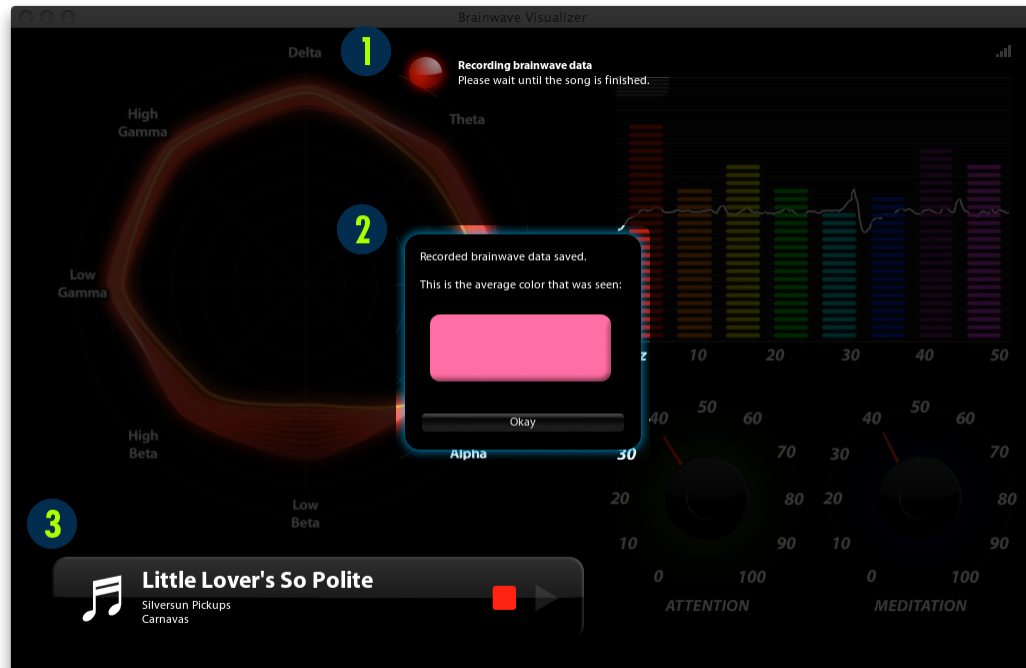 Brainwave Visualizer
1
Recording brainwave data
Please wait until the song is finished.
Delta
High
Gamma
Theta
Low
Gamma
High
Beta
Low
Beta
Alpha
2
Recorded brainwave data saved.
This is the average color that was seen:
Okay
z 10 20 30 40 50
0 10 20 30 40 50 60 70 80 90 100
ATTENTION
0 10 20 30 40 50 60 70 80 90 100
MEDITATION
3
Little Lover's So Polite
Silversun Pickups
Carnavas